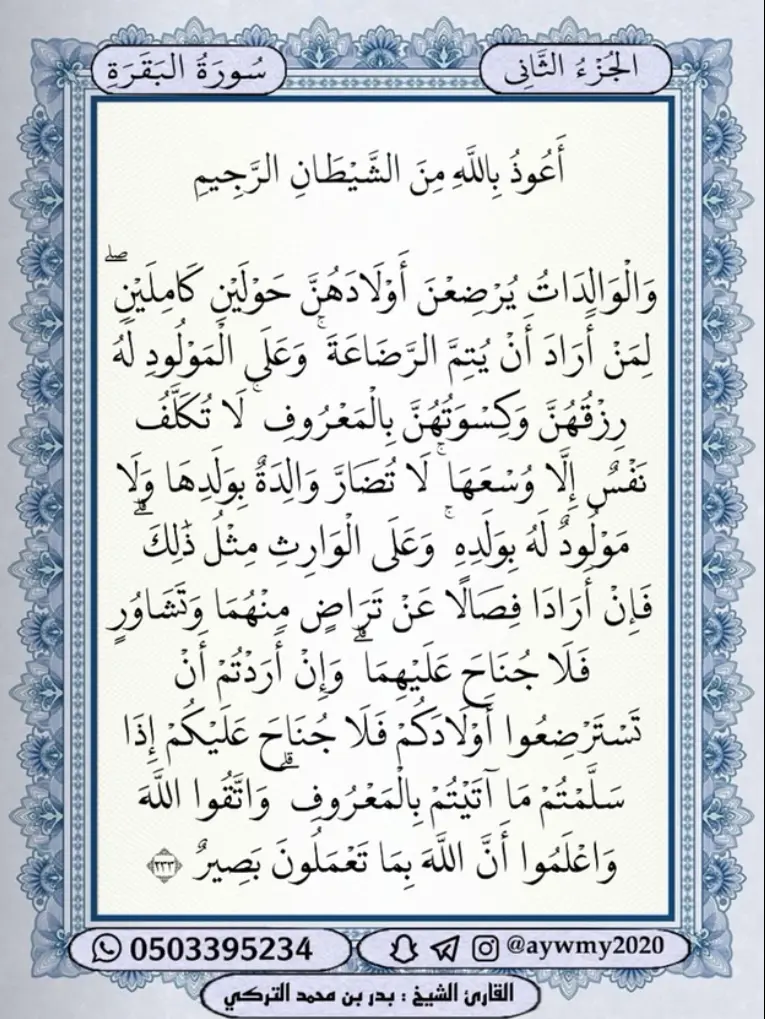 الجُزْءُ الثَّانِى
سُورَةُ البَقَرَةِ
أَعُوذُ بِاللَّهِ مِنَ الشَّيْطَانِ الرَّجِيمِ
وَالْوَالِدَاتُ يُرْضِعْنَ أَوْلَادَهُنَّ حَوْلَيْنِ كَامِلَيْنِ ۖ
لِمَنْ أَرَادَ أَنْ يُتِمَّ الرَّضَاعَةَ ۚ وَعَلَى الْمَوْلُودِ لَهُ
رِزْقُهُنَّ وَكِسْوَتُهُنَّ بِالْمَعْرُوفِ ۚ لَا تُكَلَّفُ
نَفْسٌ إِلَّا وُسْعَهَا ۚ لَا تُضَارَّ وَالِدَةٌ بِوَلَدِهَا وَلَا
مَوْلُودٌ لَهُ بِوَلَدِهِ ۚ وَعَلَى الْوَارِثِ مِثْلُ ذَٰلِكَ ۗ
فَإِنْ أَرَادَا فِصَالًا عَنْ تَرَاضٍ مِنْهُمَا وَتَشَاوُرٍ
فَلَا جُنَاحَ عَلَيْهِمَا ۗ وَإِنْ أَرَدْتُمْ أَنْ
تَسْتَرْضِعُوا أَوْلَادَكُمْ فَلَا جُنَاحَ عَلَيْكُمْ إِذَا
سَلَّمْتُمْ مَا آتَيْتُمْ بِالْمَعْرُوفِ ۗ وَاتَّقُوا اللَّهَ
وَاعْلَمُوا أَنَّ اللَّهَ بِمَا تَعْمَلُونَ بَصِيرٌ ﴿٢٣٣﴾
0503395234
@aywmy2020
القارئ الشيخ : بدر بن محمد التركي